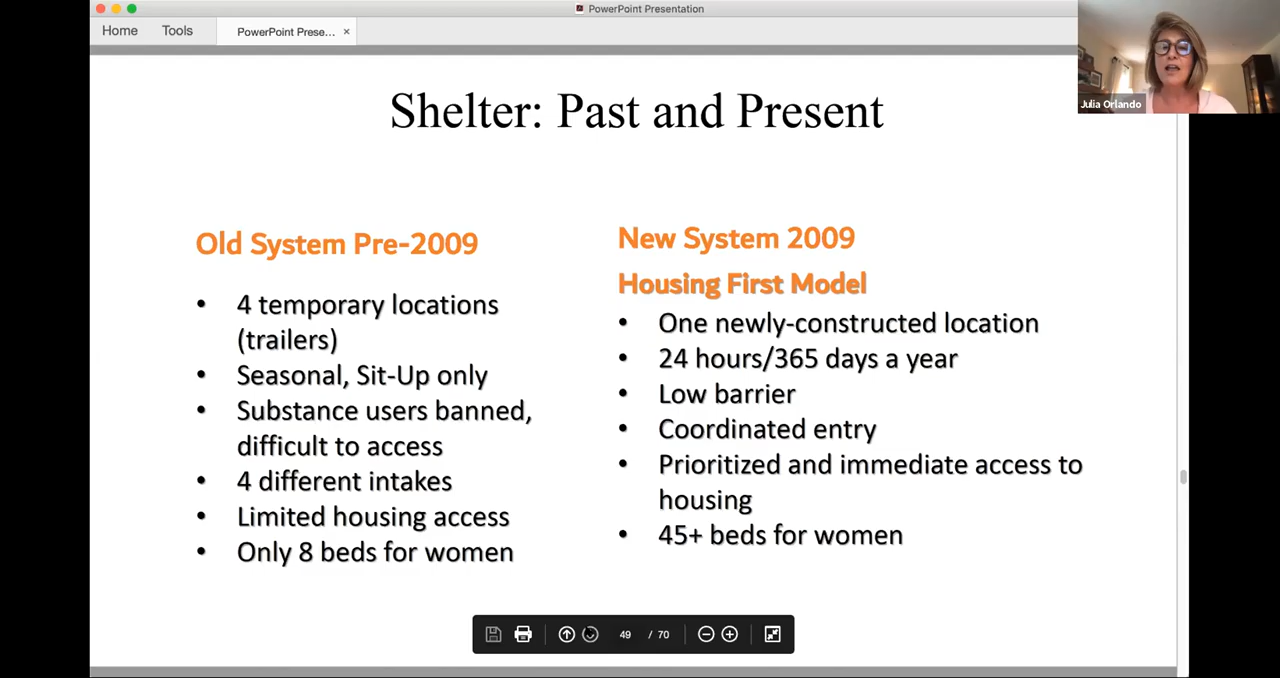 PowerPoint Presentation
Home
Tools
PowerPoint Prese...
Julia Orlando
Shelter: Past and Present
Old System Pre-2009
• 4 temporary locations
(trailers)
• Seasonal, Sit-Up only
• Substance users banned,
difficult to access
• 4 different intakes
• Limited housing access
• Only 8 beds for women
New System 2009
Housing First Model
• One newly-constructed location
• 24 hours/365 days a year
• Low barrier
• Coordinated entry
• Prioritized and immediate access to
housing
• 45+ beds for women
49 / 70